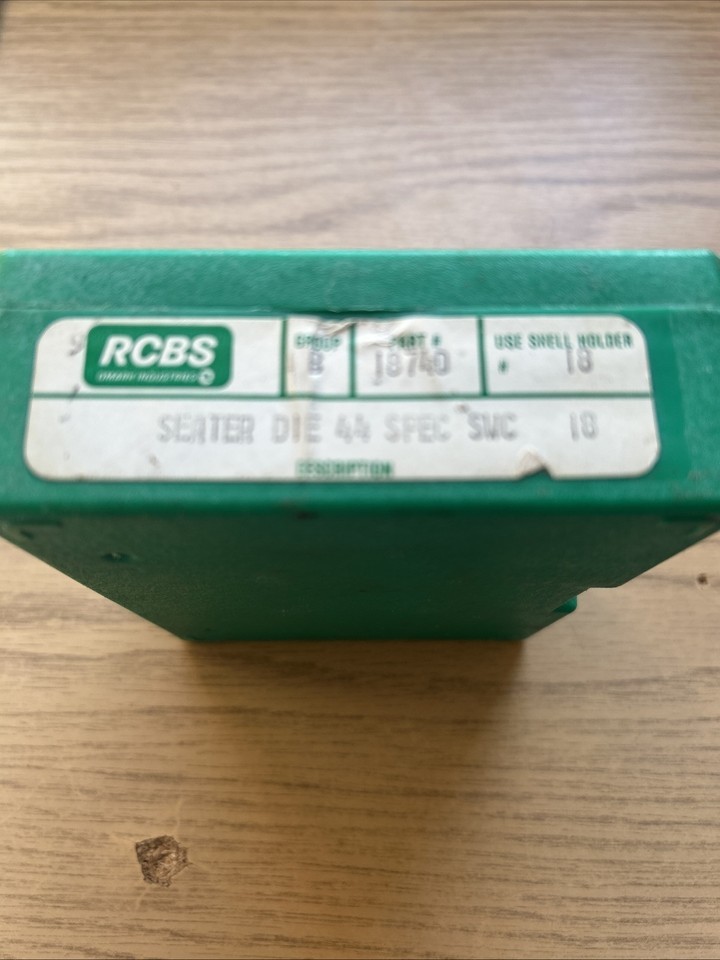 RCBS
OMARK INDUSTRIES
GROUP
B
PART #
18740
USE SHELL HOLDER
# 18
SEATER DIE 44 SPEC SWC 18
DESCRIPTION